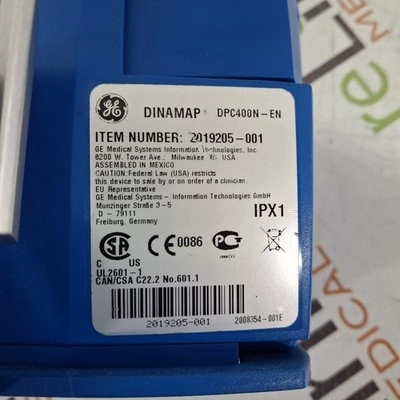 GE DINAMAP DPC400N-EN
ITEM NUMBER: 2019205-001
GE Medical Systems Information Technologies, Inc.
8200 W. Tower Ave.; Milwaukee USA
ASSEMBLED IN MEXICO
CAUTION:Federal Law (USA) restricts
this device to sale by or on order of a clinician.
EU Representative
GE Medical Systems - Information Technologies GmbH
Munzinger Straße 3-5
D - 79111
Freiburg, Germany
IPX1
0086
C US
UL2601-1
CAN/CSA C22.2 No.601.1
2019205-001
2008354-001E
MEDICAL